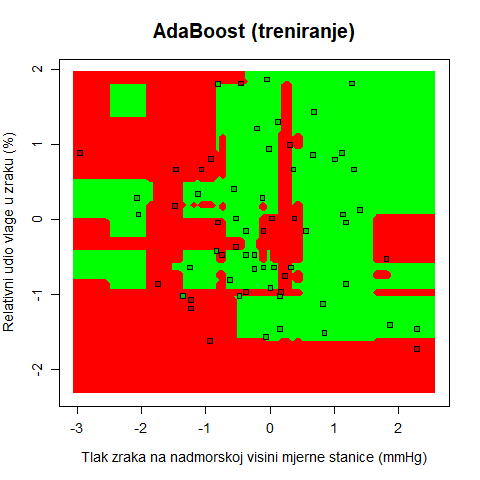 AdaBoost (treniranje)
Relativni udio vlage u zraku (%)
2
1
0
-1
-2
-3 -2 -1 0 1 2
Tlak zraka na nadmorskoj visini mjerne stanice (mmHg)